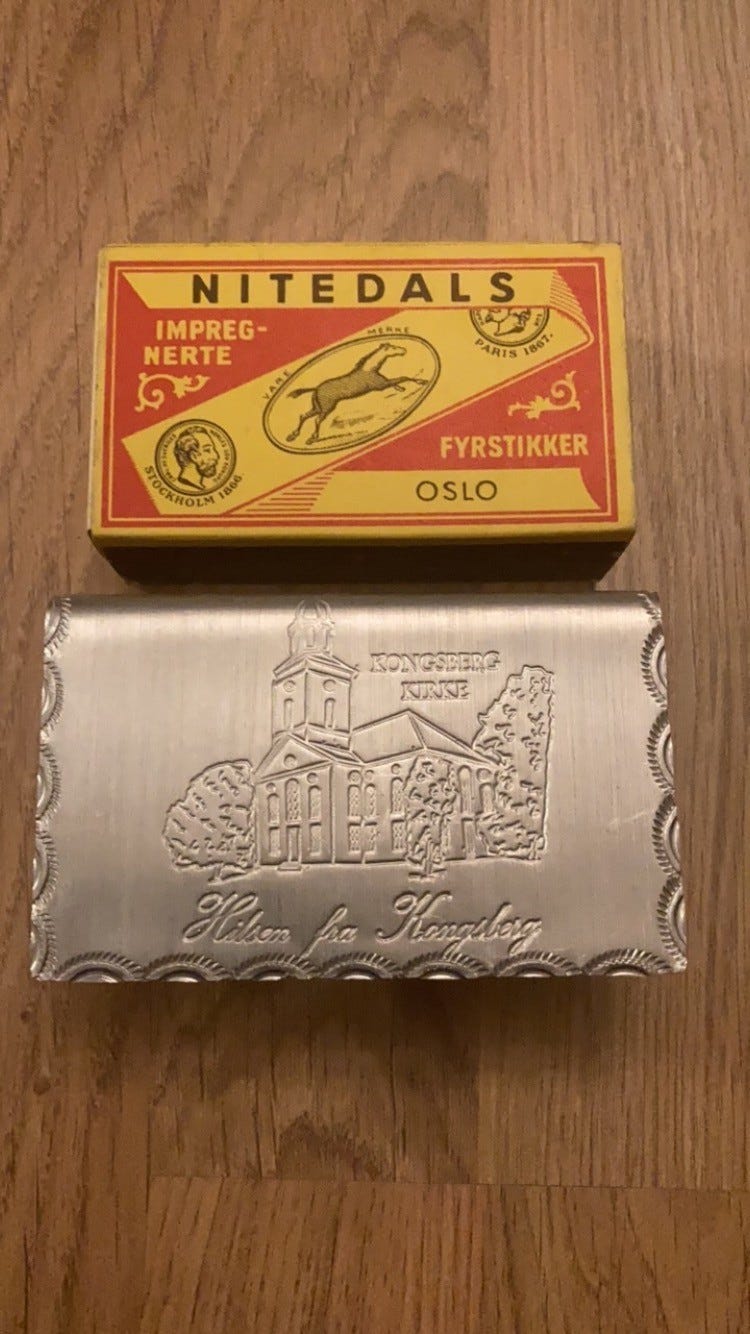 NITEDALS
IMPREG-
NERTE
VARE MERKE
PARIS 1867.
STOCKHOLM 1866
FYRSTIKKER
OSLO
KONGSBERG
KIRKE
Hilsen fra Kongsberg